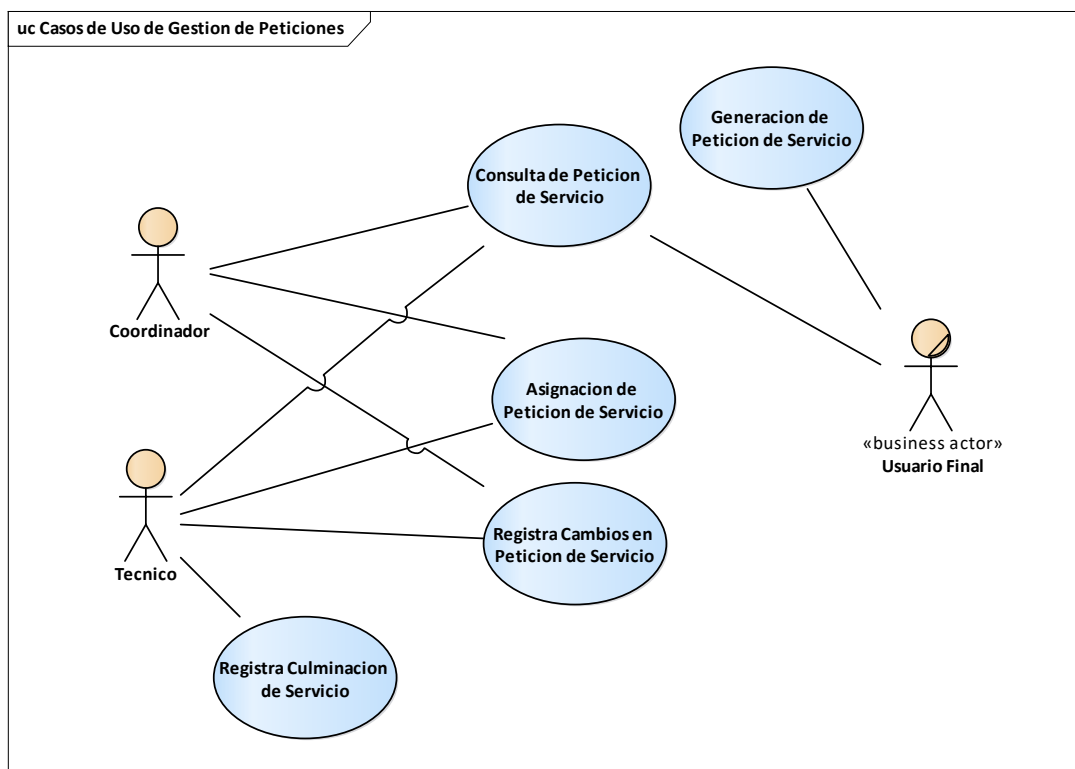 uc Casos de Uso de Gestion de Peticiones
Generacion de
Peticion de Servicio
Consulta de Peticion
de Servicio
Coordinador
Asignacion de
Peticion de Servicio
«business actor»
Usuario Final
Registra Cambios en
Peticion de Servicio
Tecnico
Registra Culminacion
de Servicio